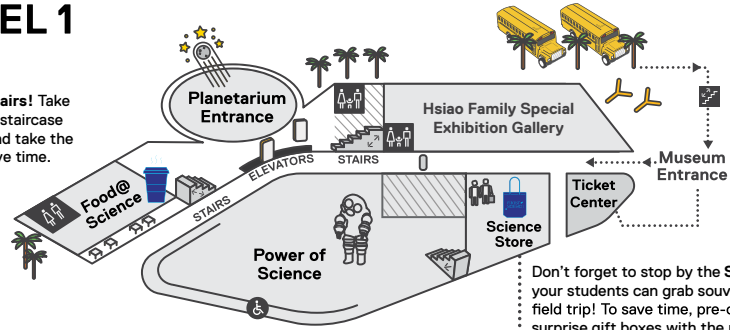 EL 1
airs! Take
staircase
nd take the
ve time.
Planetarium
Entrance
Hsiao Family Special
Exhibition Gallery
Museum
Entrance
ELEVATORS
STAIRS
Food@
Science
STAIRS
Ticket
Center
Science
Store
Power of
Science
Don’t forget to stop by the S
your students can grab souv
field trip! To save time, pre-o
surprise gift boxes with the